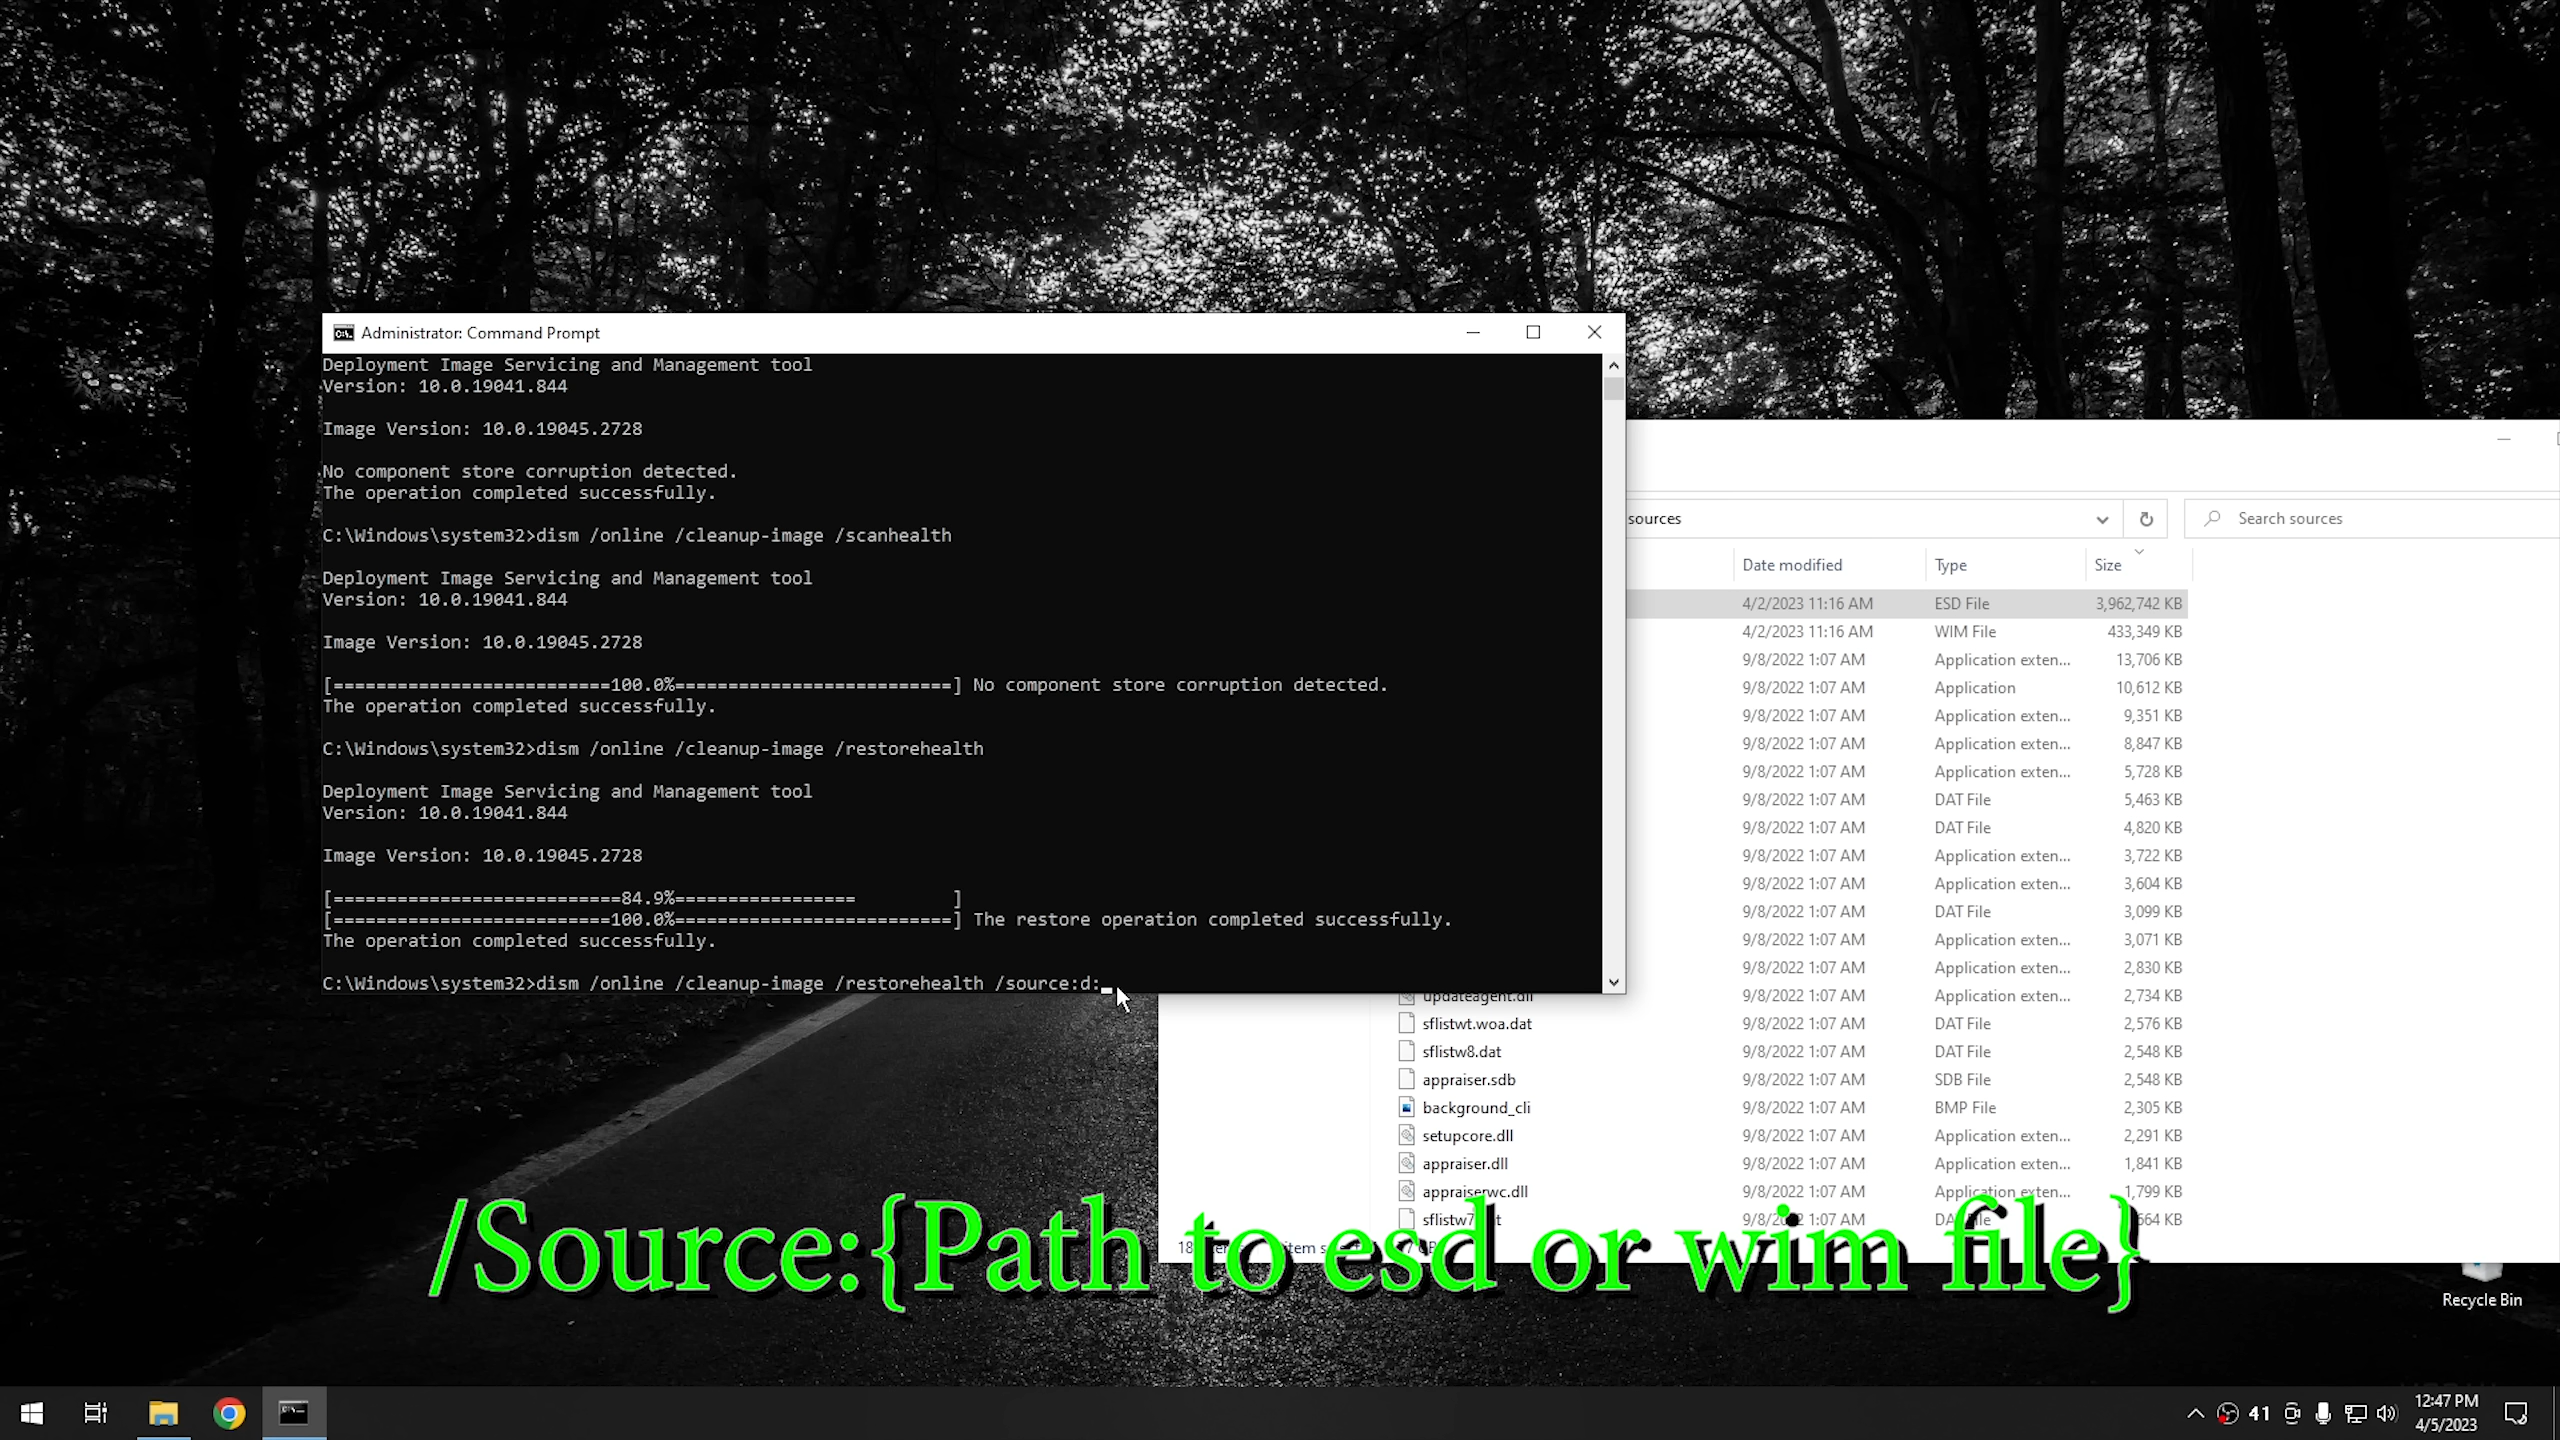 Administrator: Command Prompt
Deployment Image Servicing and Management tool
Version: 10.0.19041.844
Image Version: 10.0.19045.2728
No component store corruption detected.
The operation completed successfully.
C:\Windows\system32>dism /online /cleanup-image /scanhealth
Deployment Image Servicing and Management tool
Version: 10.0.19041.844
Image Version: 10.0.19045.2728
[==========================100.0%==========================] No component store corruption detected.
The operation completed successfully.
C:\Windows\system32>dism /online /cleanup-image /restorehealth
Deployment Image Servicing and Management tool
Version: 10.0.19041.844
Image Version: 10.0.19045.2728
[===========================84.9%=================          ]
[==========================100.0%==========================] The restore operation completed successfully.
The operation completed successfully.
C:\Windows\system32>dism /online /cleanup-image /restorehealth /source:d:
sources
Search sources
Date modified Type Size
4/2/2023 11:16 AM ESD File 3,962,742 KB
4/2/2023 11:16 AM WIM File 433,349 KB
9/8/2022 1:07 AM Application exten... 13,706 KB
9/8/2022 1:07 AM Application 10,612 KB
9/8/2022 1:07 AM Application exten... 9,351 KB
9/8/2022 1:07 AM Application exten... 8,847 KB
9/8/2022 1:07 AM Application exten... 5,728 KB
9/8/2022 1:07 AM DAT File 5,463 KB
9/8/2022 1:07 AM DAT File 4,820 KB
9/8/2022 1:07 AM Application exten... 3,722 KB
9/8/2022 1:07 AM Application exten... 3,604 KB
9/8/2022 1:07 AM DAT File 3,099 KB
9/8/2022 1:07 AM Application exten... 3,071 KB
9/8/2022 1:07 AM Application exten... 2,830 KB
updateagent.dll 9/8/2022 1:07 AM Application exten... 2,734 KB
sflistwt.woa.dat 9/8/2022 1:07 AM DAT File 2,576 KB
sflistw8.dat 9/8/2022 1:07 AM DAT File 2,548 KB
appraiser.sdb 9/8/2022 1:07 AM SDB File 2,548 KB
background_cli 9/8/2022 1:07 AM BMP File 2,305 KB
setupcore.dll 9/8/2022 1:07 AM Application exten... 2,291 KB
appraiser.dll 9/8/2022 1:07 AM Application exten... 1,841 KB
appraiserwc.dll 9/8/2022 1:07 AM Application exten... 1,799 KB
/Source:{Path to esd or wim file}
Recycle Bin
41
12:47 PM
4/5/2023